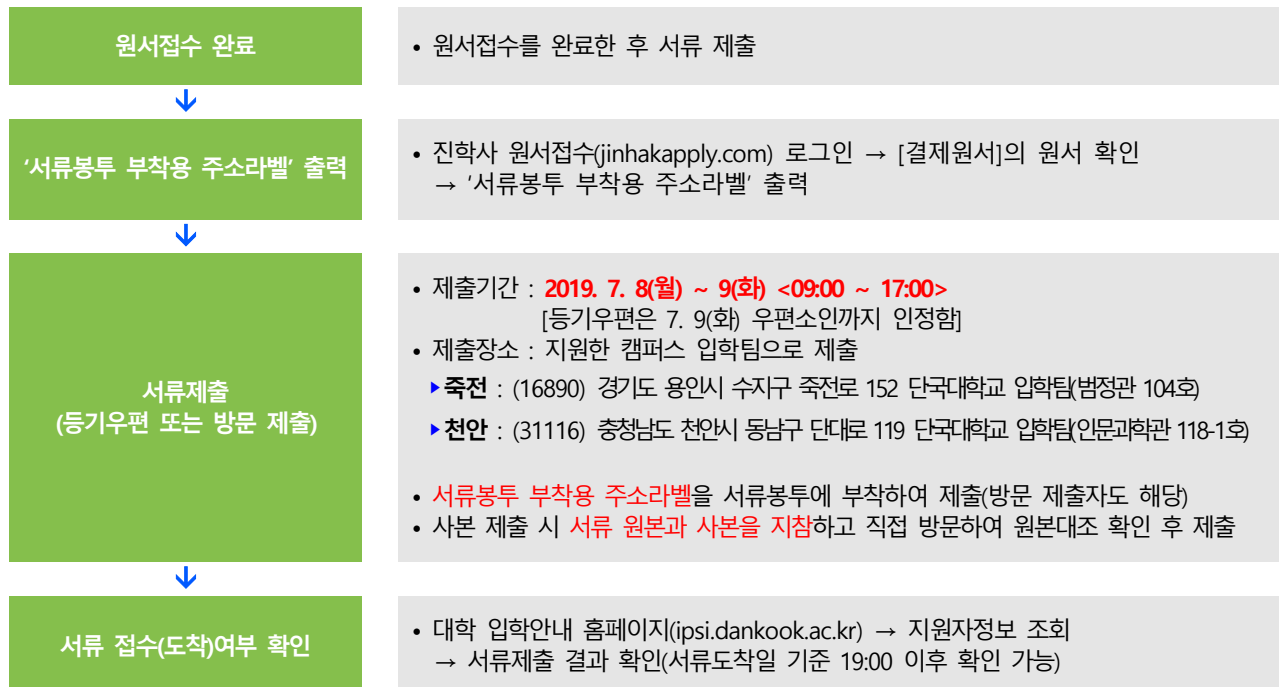 원서접수 완료
• 원서접수를 완료한 후 서류 제출
‘서류봉투 부착용 주소라벨’ 출력
• 진학사 원서접수(jinhakapply.com) 로그인 → [결제원서]의 원서 확인
→ ‘서류봉투 부착용 주소라벨’ 출력
서류제출
(등기우편 또는 방문 제출)
• 제출기간 : 2019. 7. 8(월) ~ 9(화) <09:00 ~ 17:00>
[등기우편은 7. 9(화) 우편소인까지 인정함]
• 제출장소 : 지원한 캠퍼스 입학팀으로 제출
▶죽전 : (16890) 경기도 용인시 수지구 죽전로 152 단국대학교 입학팀(범정관 104호)
▶천안 : (31116) 충청남도 천안시 동남구 단대로 119 단국대학교 입학팀(인문과학관 118-1호)
• 서류봉투 부착용 주소라벨을 서류봉투에 부착하여 제출(방문 제출자도 해당)
• 사본 제출 시 서류 원본과 사본을 지참하고 직접 방문하여 원본대조 확인 후 제출
서류 접수(도착)여부 확인
• 대학 입학안내 홈페이지(ipsi.dankook.ac.kr) → 지원자정보 조회
→ 서류제출 결과 확인(서류도착일 기준 19:00 이후 확인 가능)